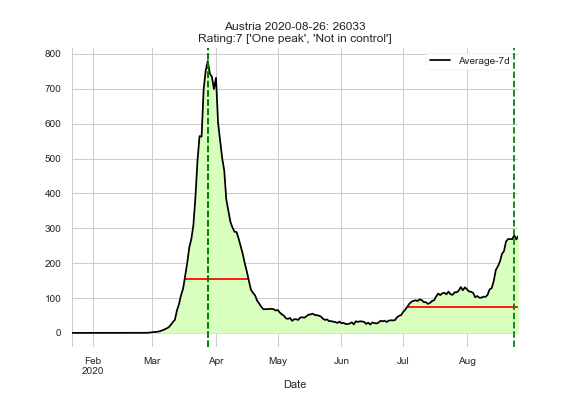 Austria 2020-08-26: 26033
Rating:7 ['One peak', 'Not in control']
Average-7d
800
700
600
500
400
300
200
100
0
Feb
2020
Mar
Apr
May
Jun
Jul
Aug
Date